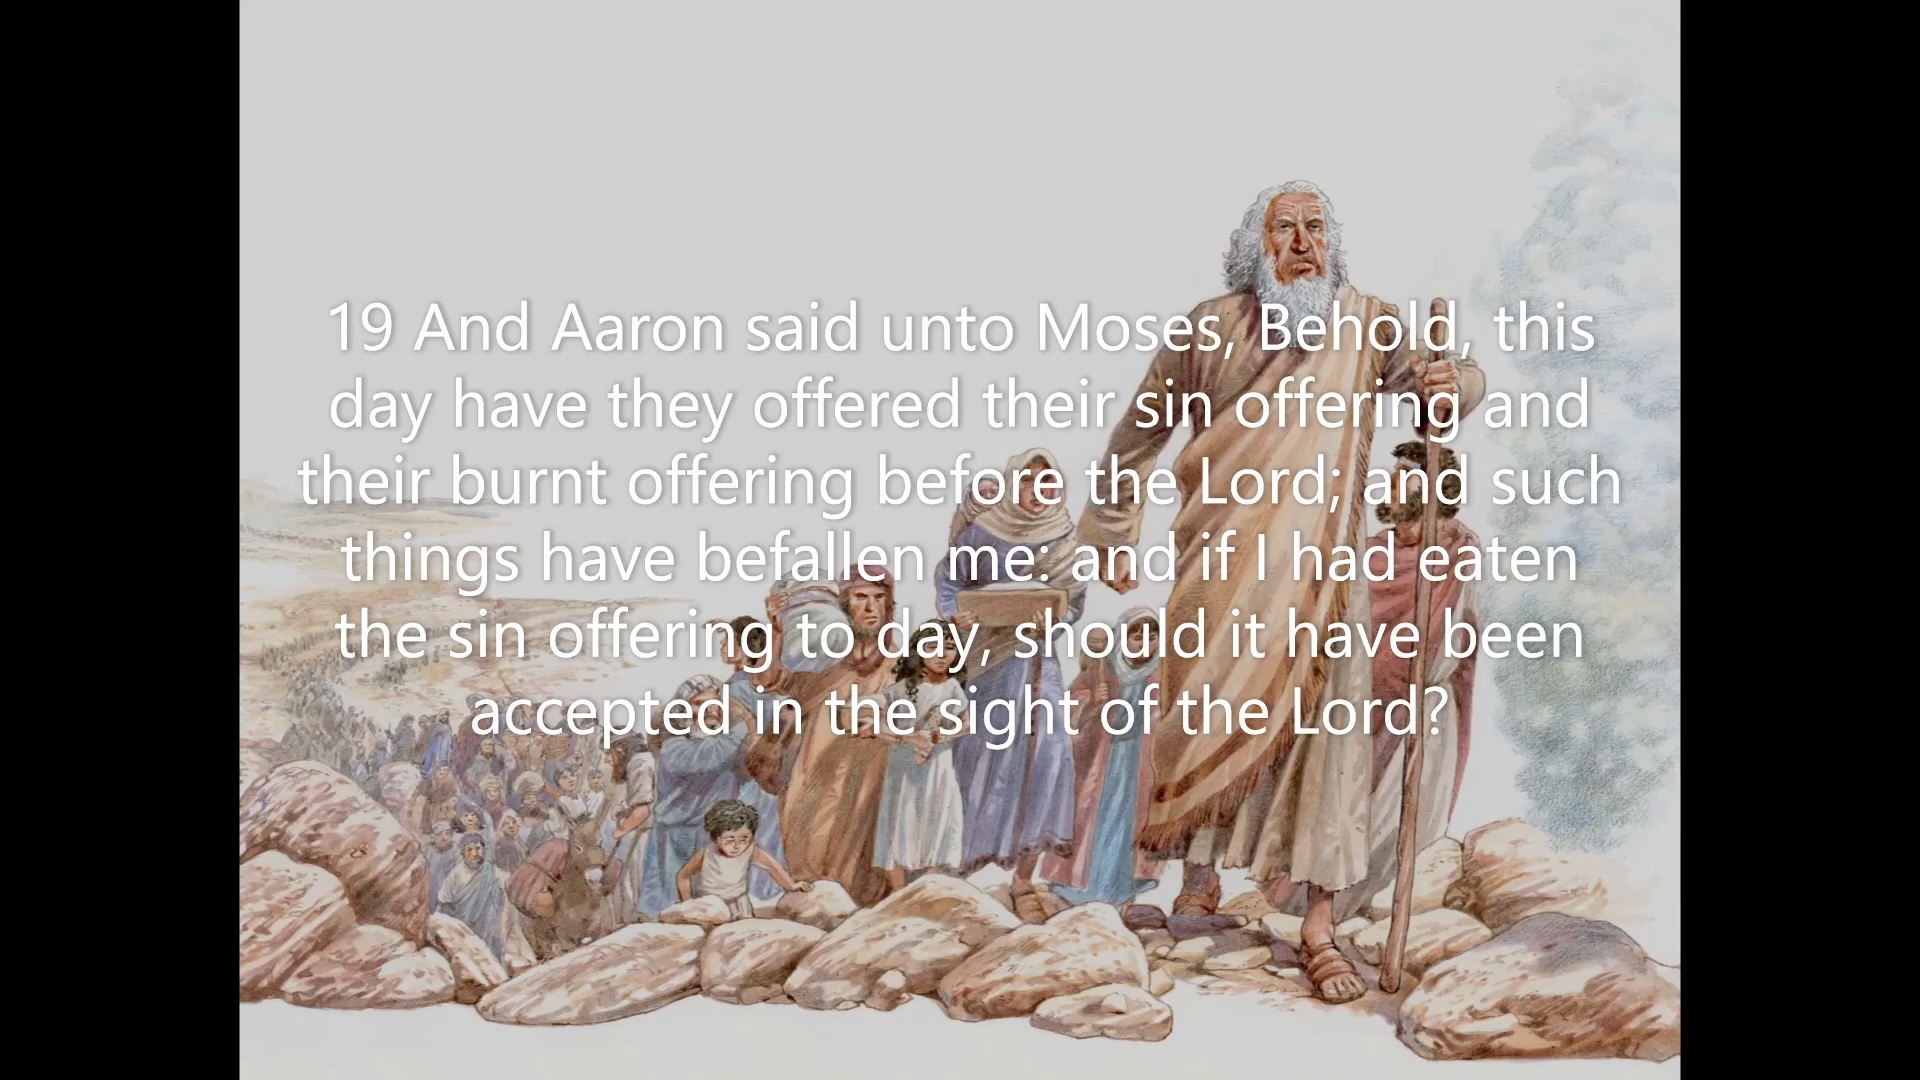 19 And Aaron said unto Moses, Behold, this
day have they offered their sin offering and
their burnt offering before the Lord; and such
things have befallen me: and if I had eaten
the sin offering to day, should it have been
accepted in the sight of the Lord?